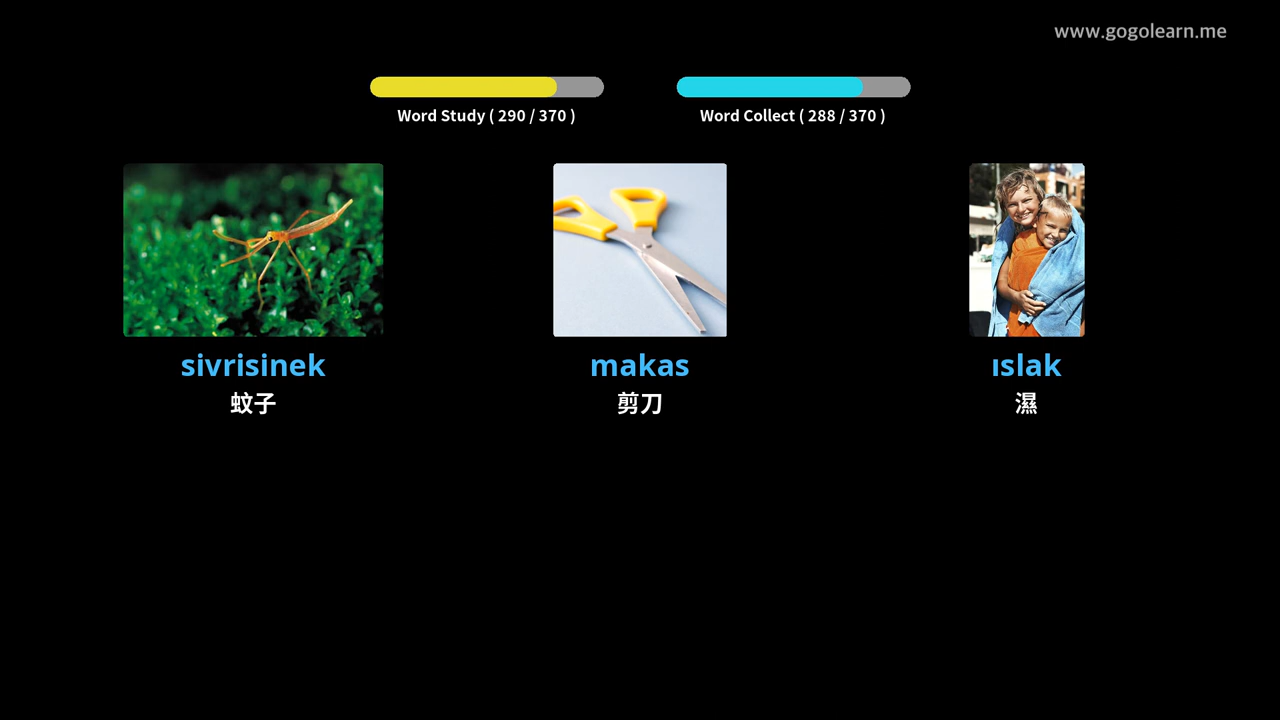 www.gogolearn.me
Word Study ( 290 / 370 )
Word Collect ( 288 / 370 )
sivrisinek
蚊子
makas
剪刀
ıslak
濕